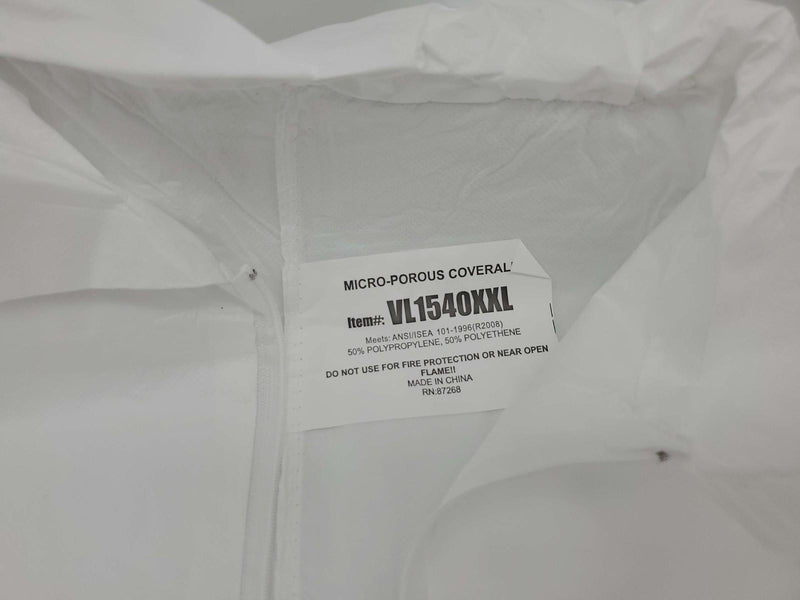 MICRO-POROUS COVERAL
Item#: VL1540XXL
Meets: ANSI/ISEA 101-1996(R2008)
50% POLYPROPYLENE, 50% POLYETHENE
DO NOT USE FOR FIRE PROTECTION OR NEAR OPEN
FLAME!!
MADE IN CHINA
RN:87268